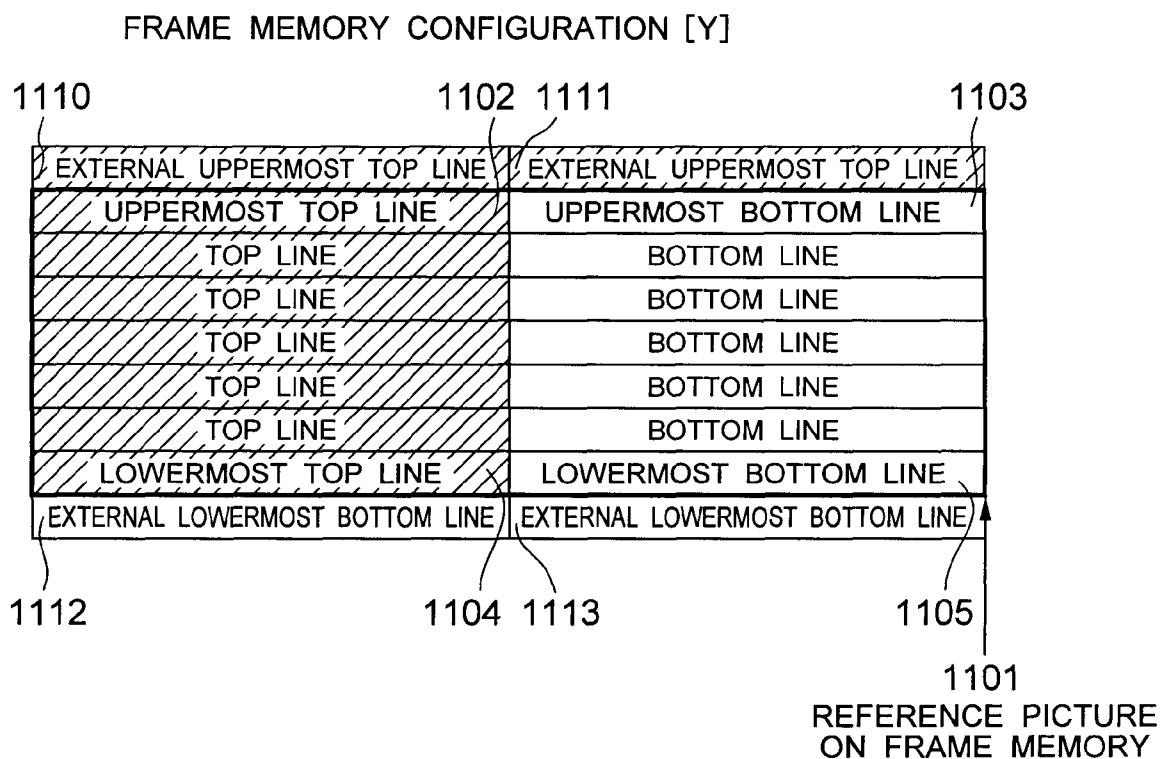 FRAME MEMORY CONFIGURATION [Y]
1110 1102 1111 1103
EXTERNAL UPPERMOST TOP LINE EXTERNAL UPPERMOST TOP LINE
UPPERMOST TOP LINE UPPERMOST BOTTOM LINE
TOP LINE BOTTOM LINE
TOP LINE BOTTOM LINE
TOP LINE BOTTOM LINE
TOP LINE BOTTOM LINE
TOP LINE BOTTOM LINE
LOWERMOST TOP LINE LOWERMOST BOTTOM LINE
EXTERNAL LOWERMOST BOTTOM LINE EXTERNAL LOWERMOST BOTTOM LINE
1112 1104 1113 1105
1101
REFERENCE PICTURE
ON FRAME MEMORY